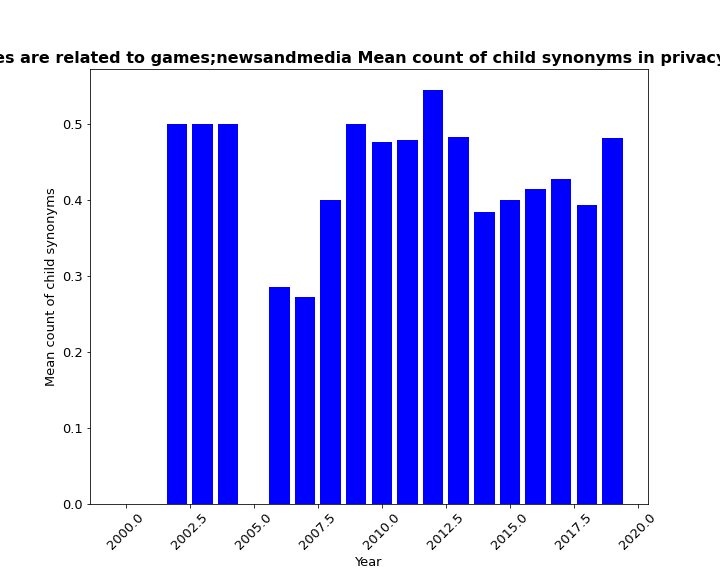 es are related to games;newsandmedia Mean count of child synonyms in privacy
0.5
0.4
0.3
0.2
0.1
0.0
Mean count of child synonyms
2000.0 2002.5 2005.0 2007.5 2010.0 2012.5 2015.0 2017.5 2020.0
Year